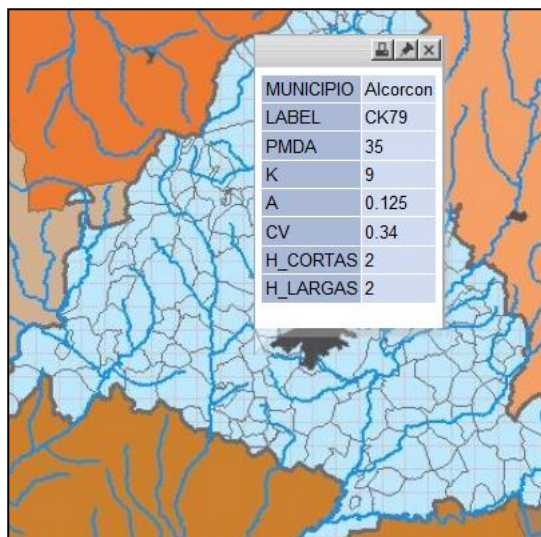 MUNICIPIO Alcorcon
LABEL CK79
PMDA 35
K 9
A 0.125
CV 0.34
H_CORTAS 2
H_LARGAS 2